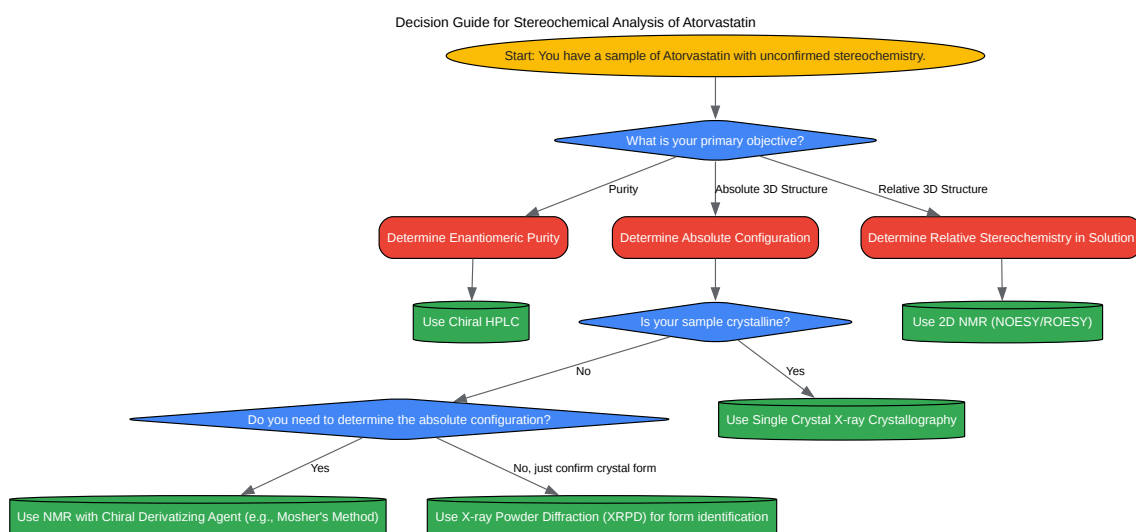 Decision Guide for Stereochemical Analysis of Atorvastatin
Start: You have a sample of Atorvastatin with unconfirmed stereochemistry.
What is your primary objective?
Purity
Absolute 3D Structure
Relative 3D Structure
Determine Enantiomeric Purity
Determine Absolute Configuration
Determine Relative Stereochemistry in Solution
Use Chiral HPLC
Is your sample crystalline?
Use 2D NMR (NOESY/ROESY)
No
Yes
Do you need to determine the absolute configuration?
Use Single Crystal X-ray Crystallography
Yes
No, just confirm crystal form
Use NMR with Chiral Derivatizing Agent (e.g., Mosher's Method)
Use X-ray Powder Diffraction (XRPD) for form identification